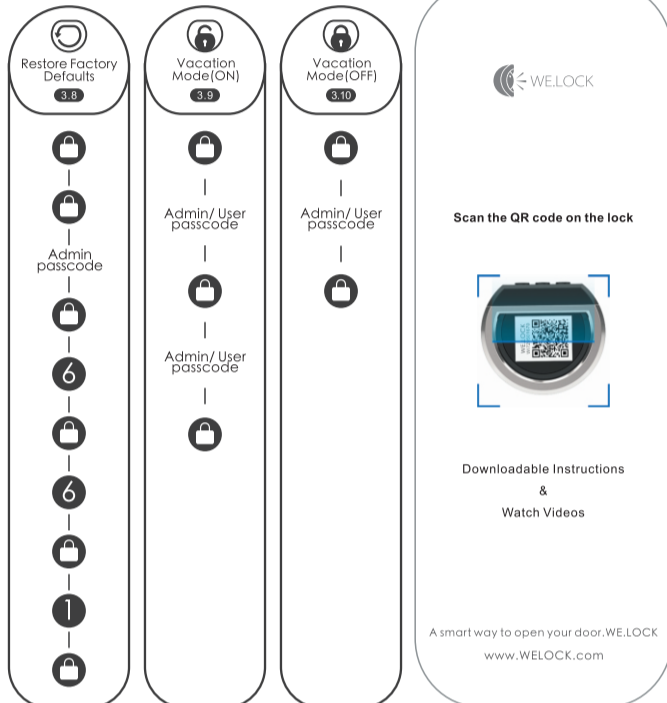 Restore Factory
Defaults
3.8
Admin
passcode
6
6
1
Vacation
Mode(ON)
3.9
Admin/ User
passcode
Admin/ User
passcode
Vacation
Mode(OFF)
3.10
Admin/ User
passcode
WE.LOCK
Scan the QR code on the lock
WE.LOCK
Downloadable Instructions
&
Watch Videos
A smart way to open your door.WE.LOCK
www.WELOCK.com